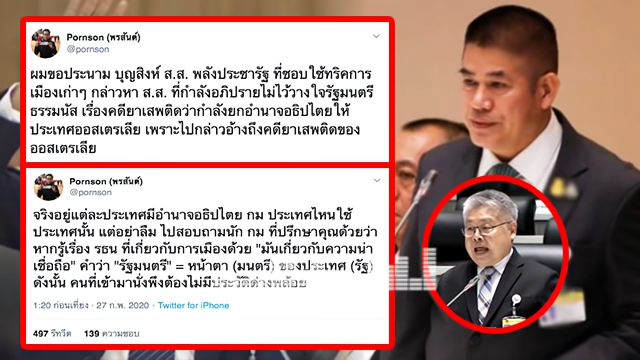 Pornson (พรสันต์)
@pornson
ผมขอประนาม บุญสิงห์ ส.ส. พลังประชารัฐ ที่ชอบใช้ทริคการ
เมืองเก่าๆ กล่าวหา ส.ส. ที่กำลังอภิปรายไม่ไว้วางใจรัฐมนตรี
ธรรมนัส เรื่องคดียาเสพติดว่ากำลังยกอำนาจอธิปไตย ให้
ประเทศออสเตรเลีย เพราะไปกล่าวอ้างถึงคดียาเสพติดของ
ออสเตรเลีย
Pornson (พรสันต์)
@pornson
จริงอยู่แต่ละประเทศมีอำนาจอธิปไตย กม ประเทศไหนใช้
ประเทศนั้น แต่อย่าลืม ไปสอบถามนัก กม ที่ปรึกษาคุณด้วยว่า
หากรู้เรื่อง รธน ที่เกี่ยวกับการเมืองด้วย "มันเกี่ยวกับความน่า
เชื่อถือ" คำว่า "รัฐมนตรี" = หน้าตา (มนตรี) ของประเทศ (รัฐ)
ดังนั้น คนที่เข้ามานั่งพึงต้องไม่มีประวัติด่างพล้อย
1:20 ก่อนเที่ยง · 27 ก.พ. 2020 · Twitter for iPhone
497 รีทวีต 139 ความชอบ